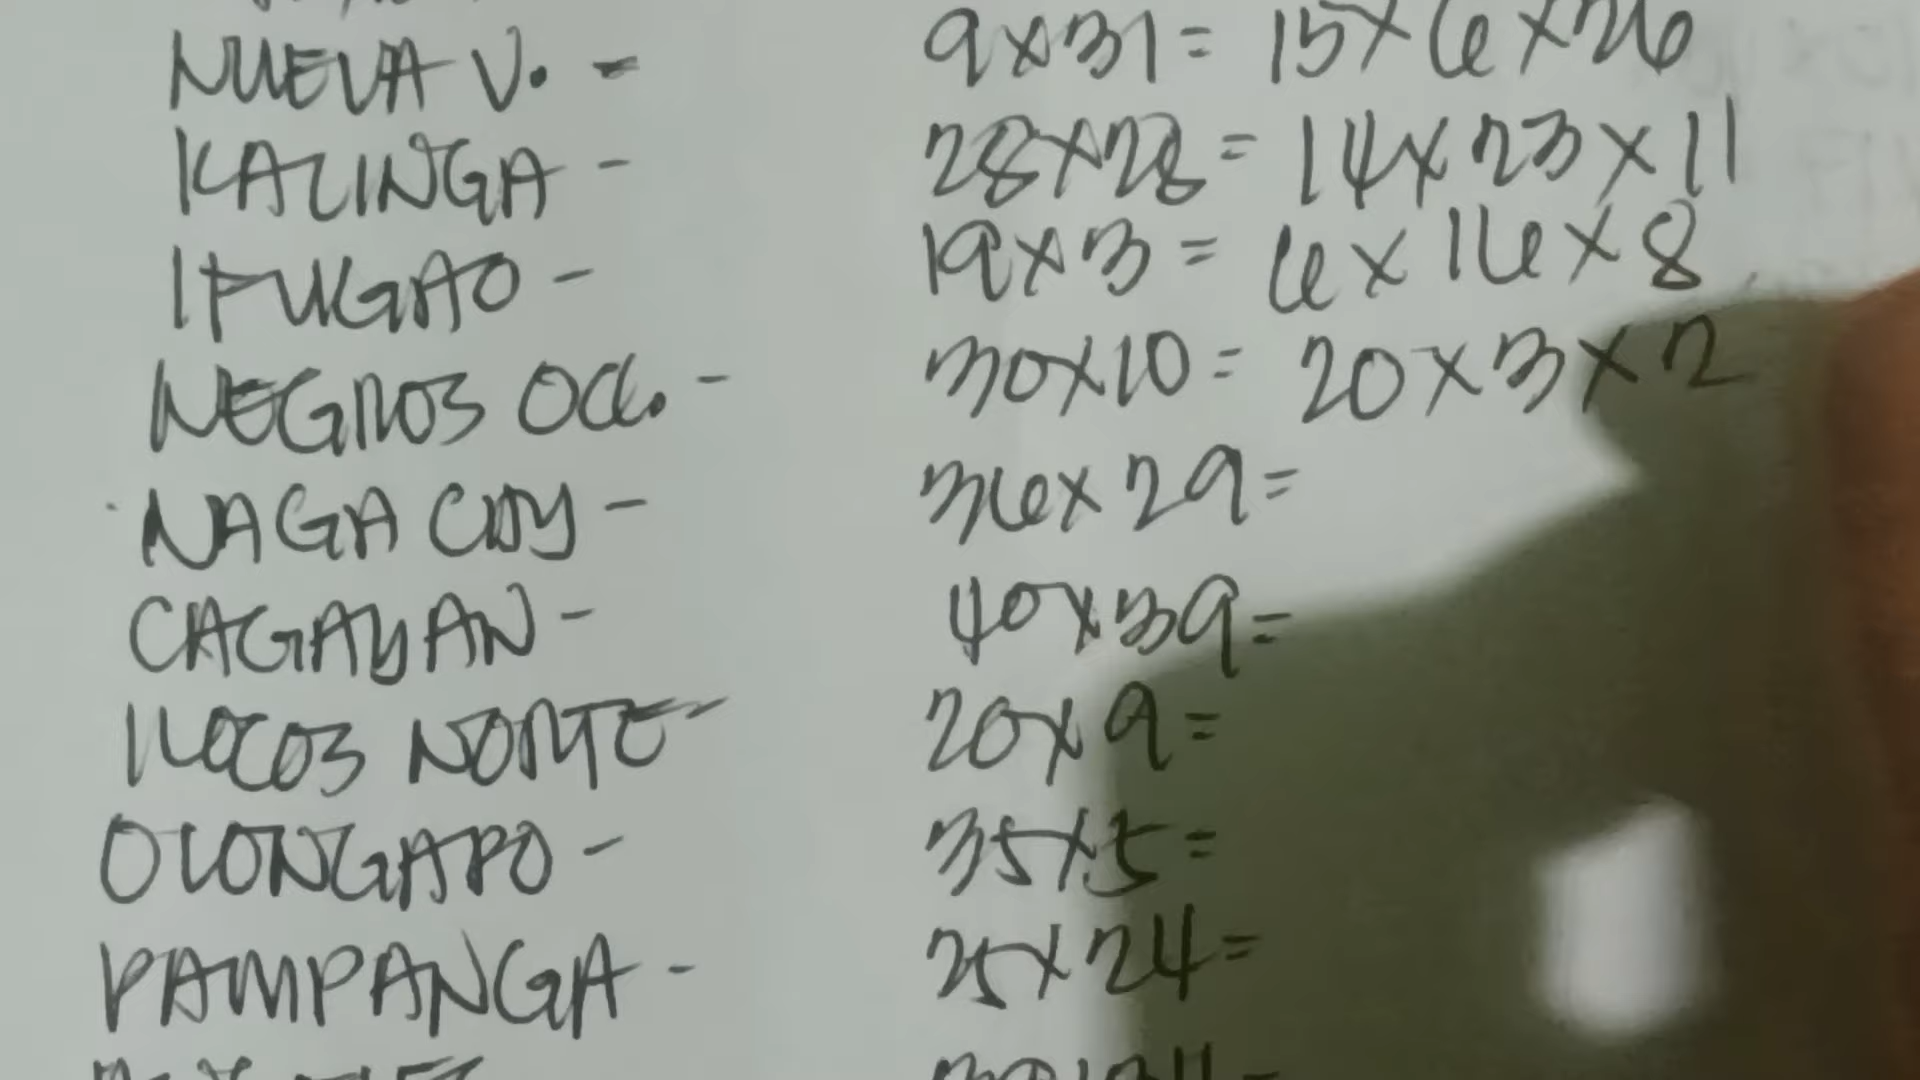 NUEVA V. - 9x31= 15x6x26
KALINGA - 28x28= 14x23x11
IFUGAO - 19x3= 6x16x8
NEGROS OCC. - 30x10= 20x3x2
NAGA CITY - 36x29=
CAGAYAN - 40x39=
ILOCOS NORTE - 20x9=
OLONGAPO - 35x5=
PAMPANGA - 25x24=